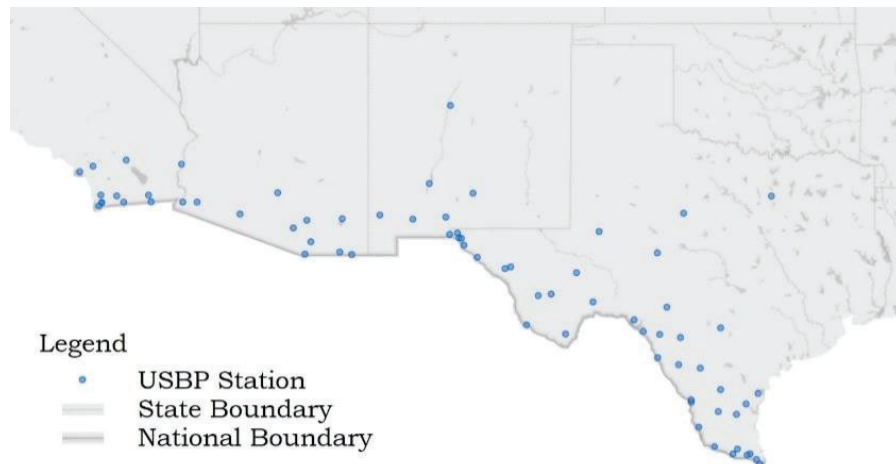 Legend
USBP Station
State Boundary
National Boundary